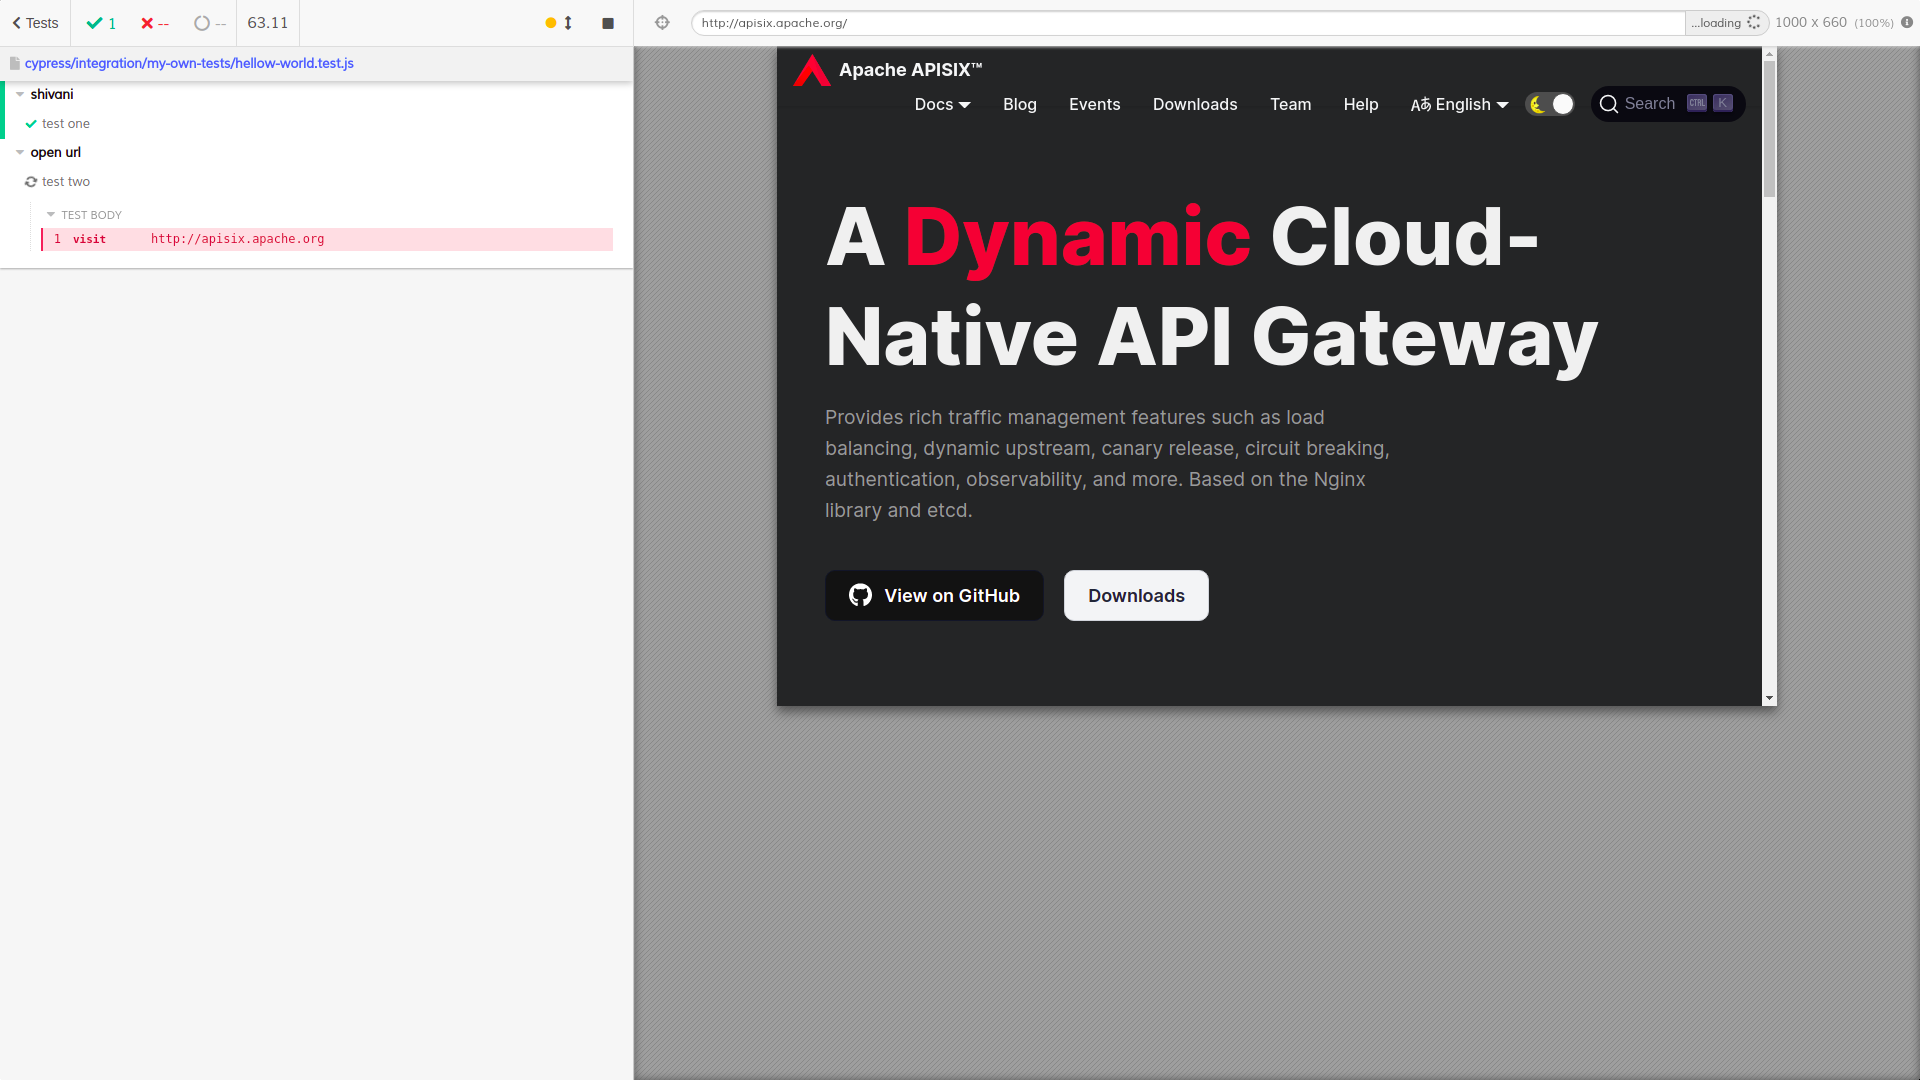 Tests
1
--
--
63.11
http://apisix.apache.org/
...loading
1000 x 660 (100%)
cypress/integration/my-own-tests/hellow-world.test.js
shivani
test one
open url
test two
TEST BODY
1 visit http://apisix.apache.org
Apache APISIX™
Docs
Blog
Events
Downloads
Team
Help
Aあ English
Search
CTRL
K
A Dynamic Cloud-
Native API Gateway
Provides rich traffic management features such as load
balancing, dynamic upstream, canary release, circuit breaking,
authentication, observability, and more. Based on the Nginx
library and etcd.
View on GitHub
Downloads